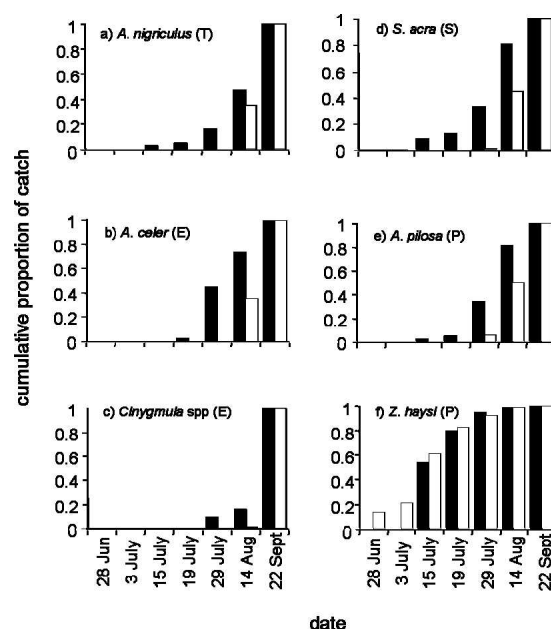 cumulative proportion of catch
a) A. nigriculus (T)
1
0.8
0.6
0.4
0.2
0
b) A. celer (E)
1
0.8
0.6
0.4
0.2
0
c) Cinygmula spp (E)
1
0.8
0.6
0.4
0.2
0
28 Jun
3 July
15 July
19 July
29 July
14 Aug
22 Sept
d) S. acra (S)
1
0.8
0.6
0.4
0.2
0
e) A. pilosa (P)
1
0.8
0.6
0.4
0.2
0
f) Z. haysi (P)
1
0.8
0.6
0.4
0.2
0
28 Jun
3 July
15 July
19 July
29 July
14 Aug
22 Sept
date